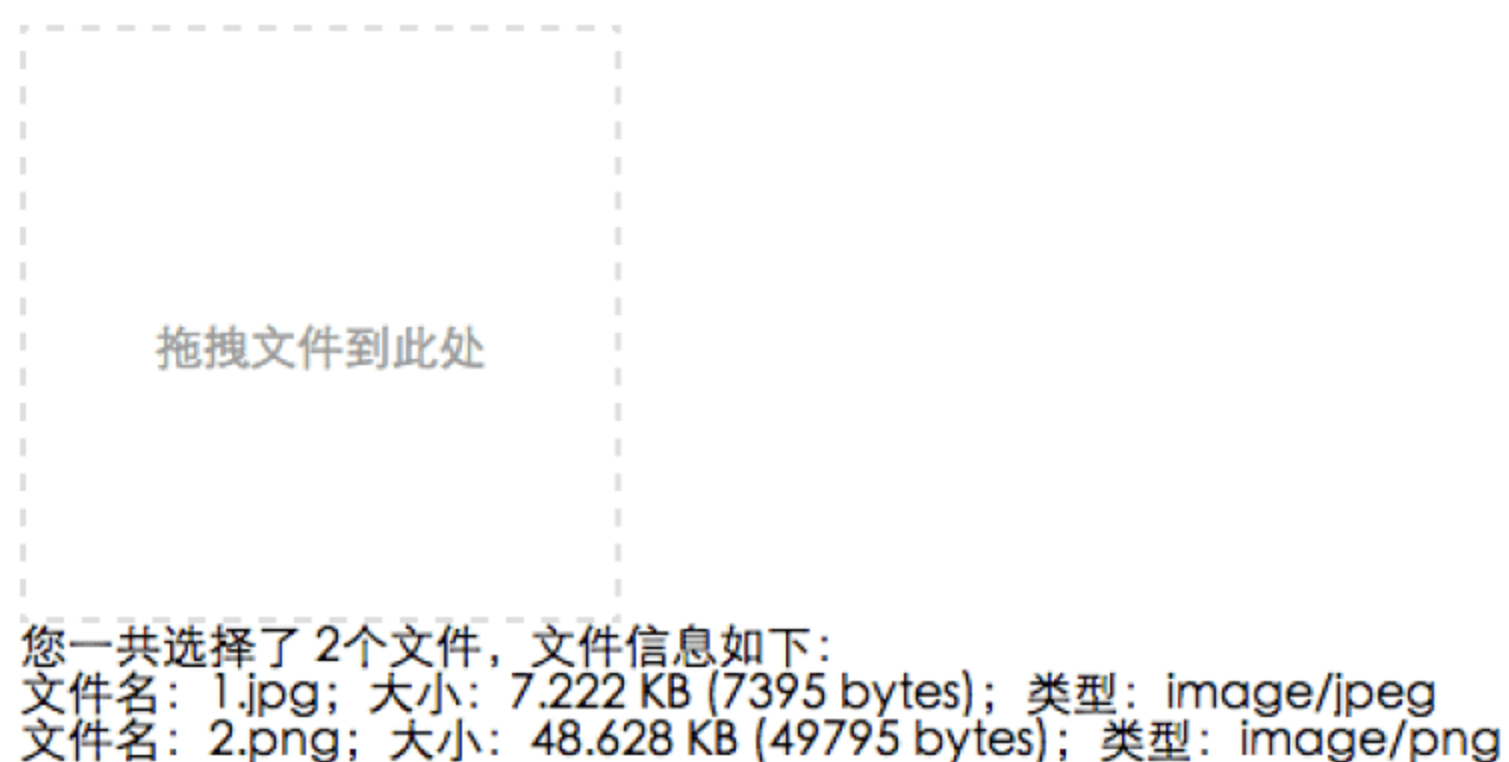 拖拽文件到此处
您一共选择了 2个文件，文件信息如下：
文件名：1.jpg；大小：7.222 KB (7395 bytes)；类型：image/jpeg
文件名：2.png；大小：48.628 KB (49795 bytes)；类型：image/png